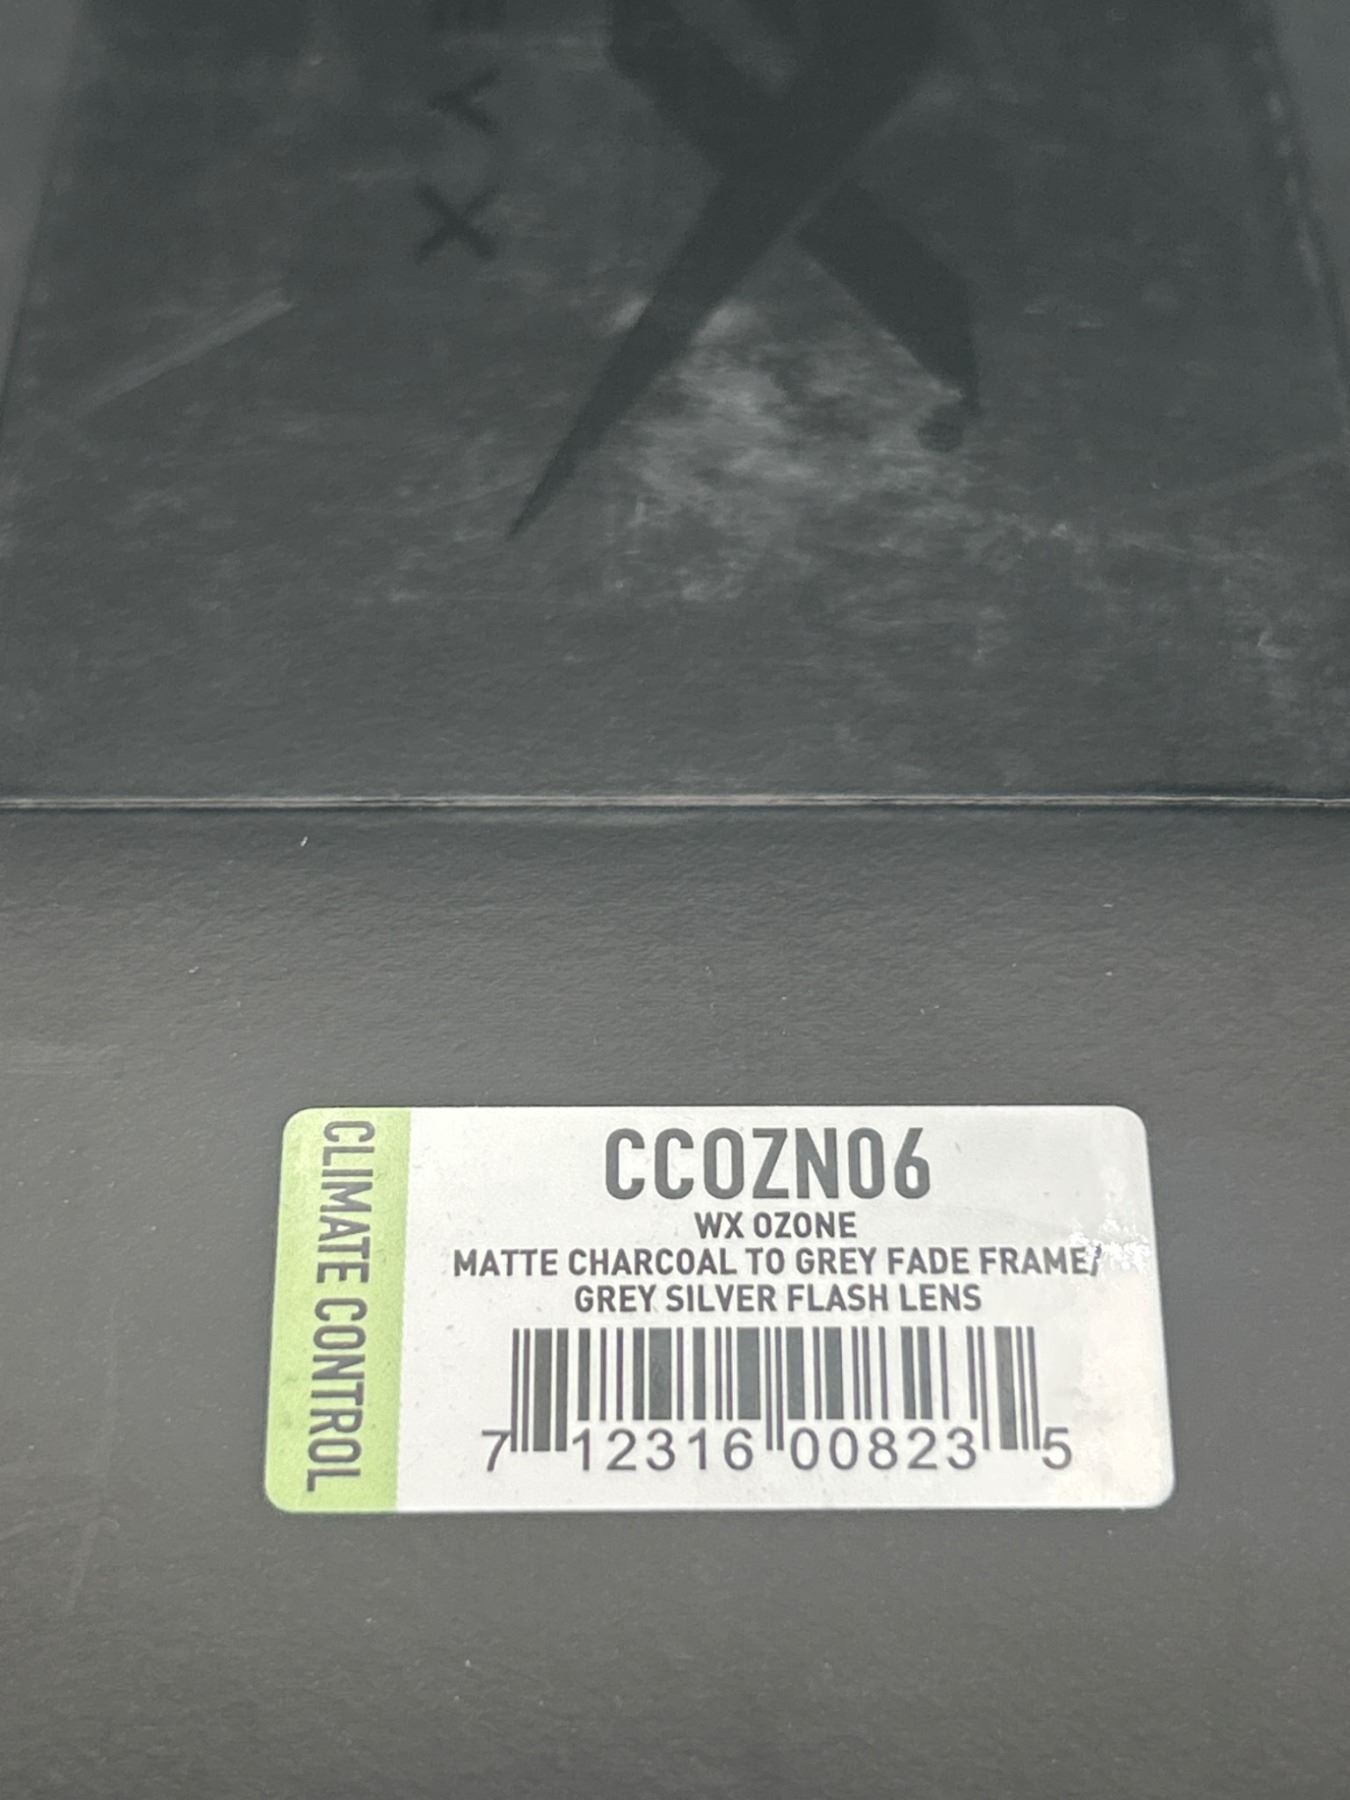 CLIMATE CONTROL
CCOZN06
WX OZONE
MATTE CHARCOAL TO GREY FADE FRAME/
GREY SILVER FLASH LENS
7 12316 00823 5